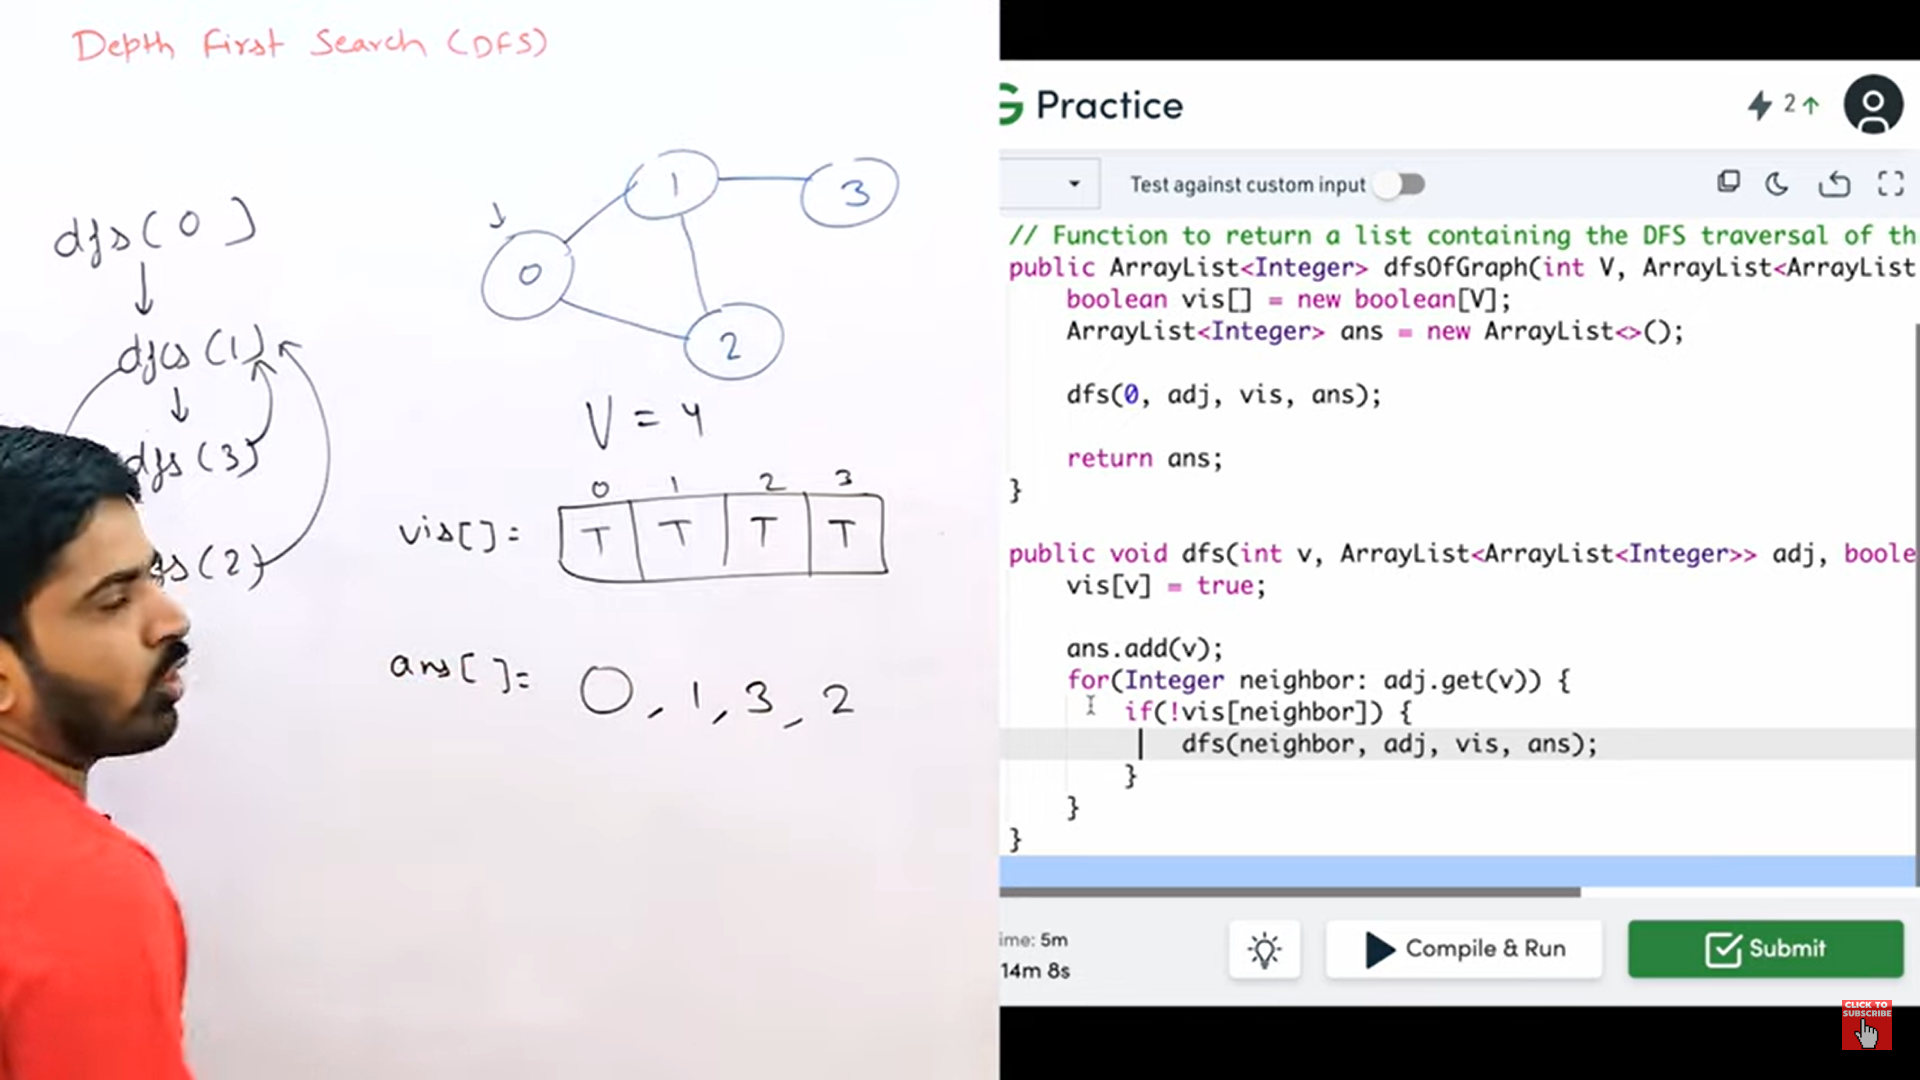 Depth First Search (DFS)
dfs(0)
dfs(1)
dfs(3)
(2)
0
1
3
2
V = 4
0 1 2 3
vis[]= T T T T
ans[]= 0, 1, 3, 2
Practice
2
Test against custom input
// Function to return a list containing the DFS traversal of th
public ArrayList<Integer> dfsOfGraph(int V, ArrayList<ArrayList
boolean vis[] = new boolean[V];
ArrayList<Integer> ans = new ArrayList<>();
dfs(0, adj, vis, ans);
return ans;
}
public void dfs(int v, ArrayList<ArrayList<Integer>> adj, boole
vis[v] = true;
ans.add(v);
for(Integer neighbor: adj.get(v)) {
if(!vis[neighbor]) {
dfs(neighbor, adj, vis, ans);
}
}
}
ime: 5m
14m 8s
Compile & Run
Submit
CLICK TO
SUBSCRIBE